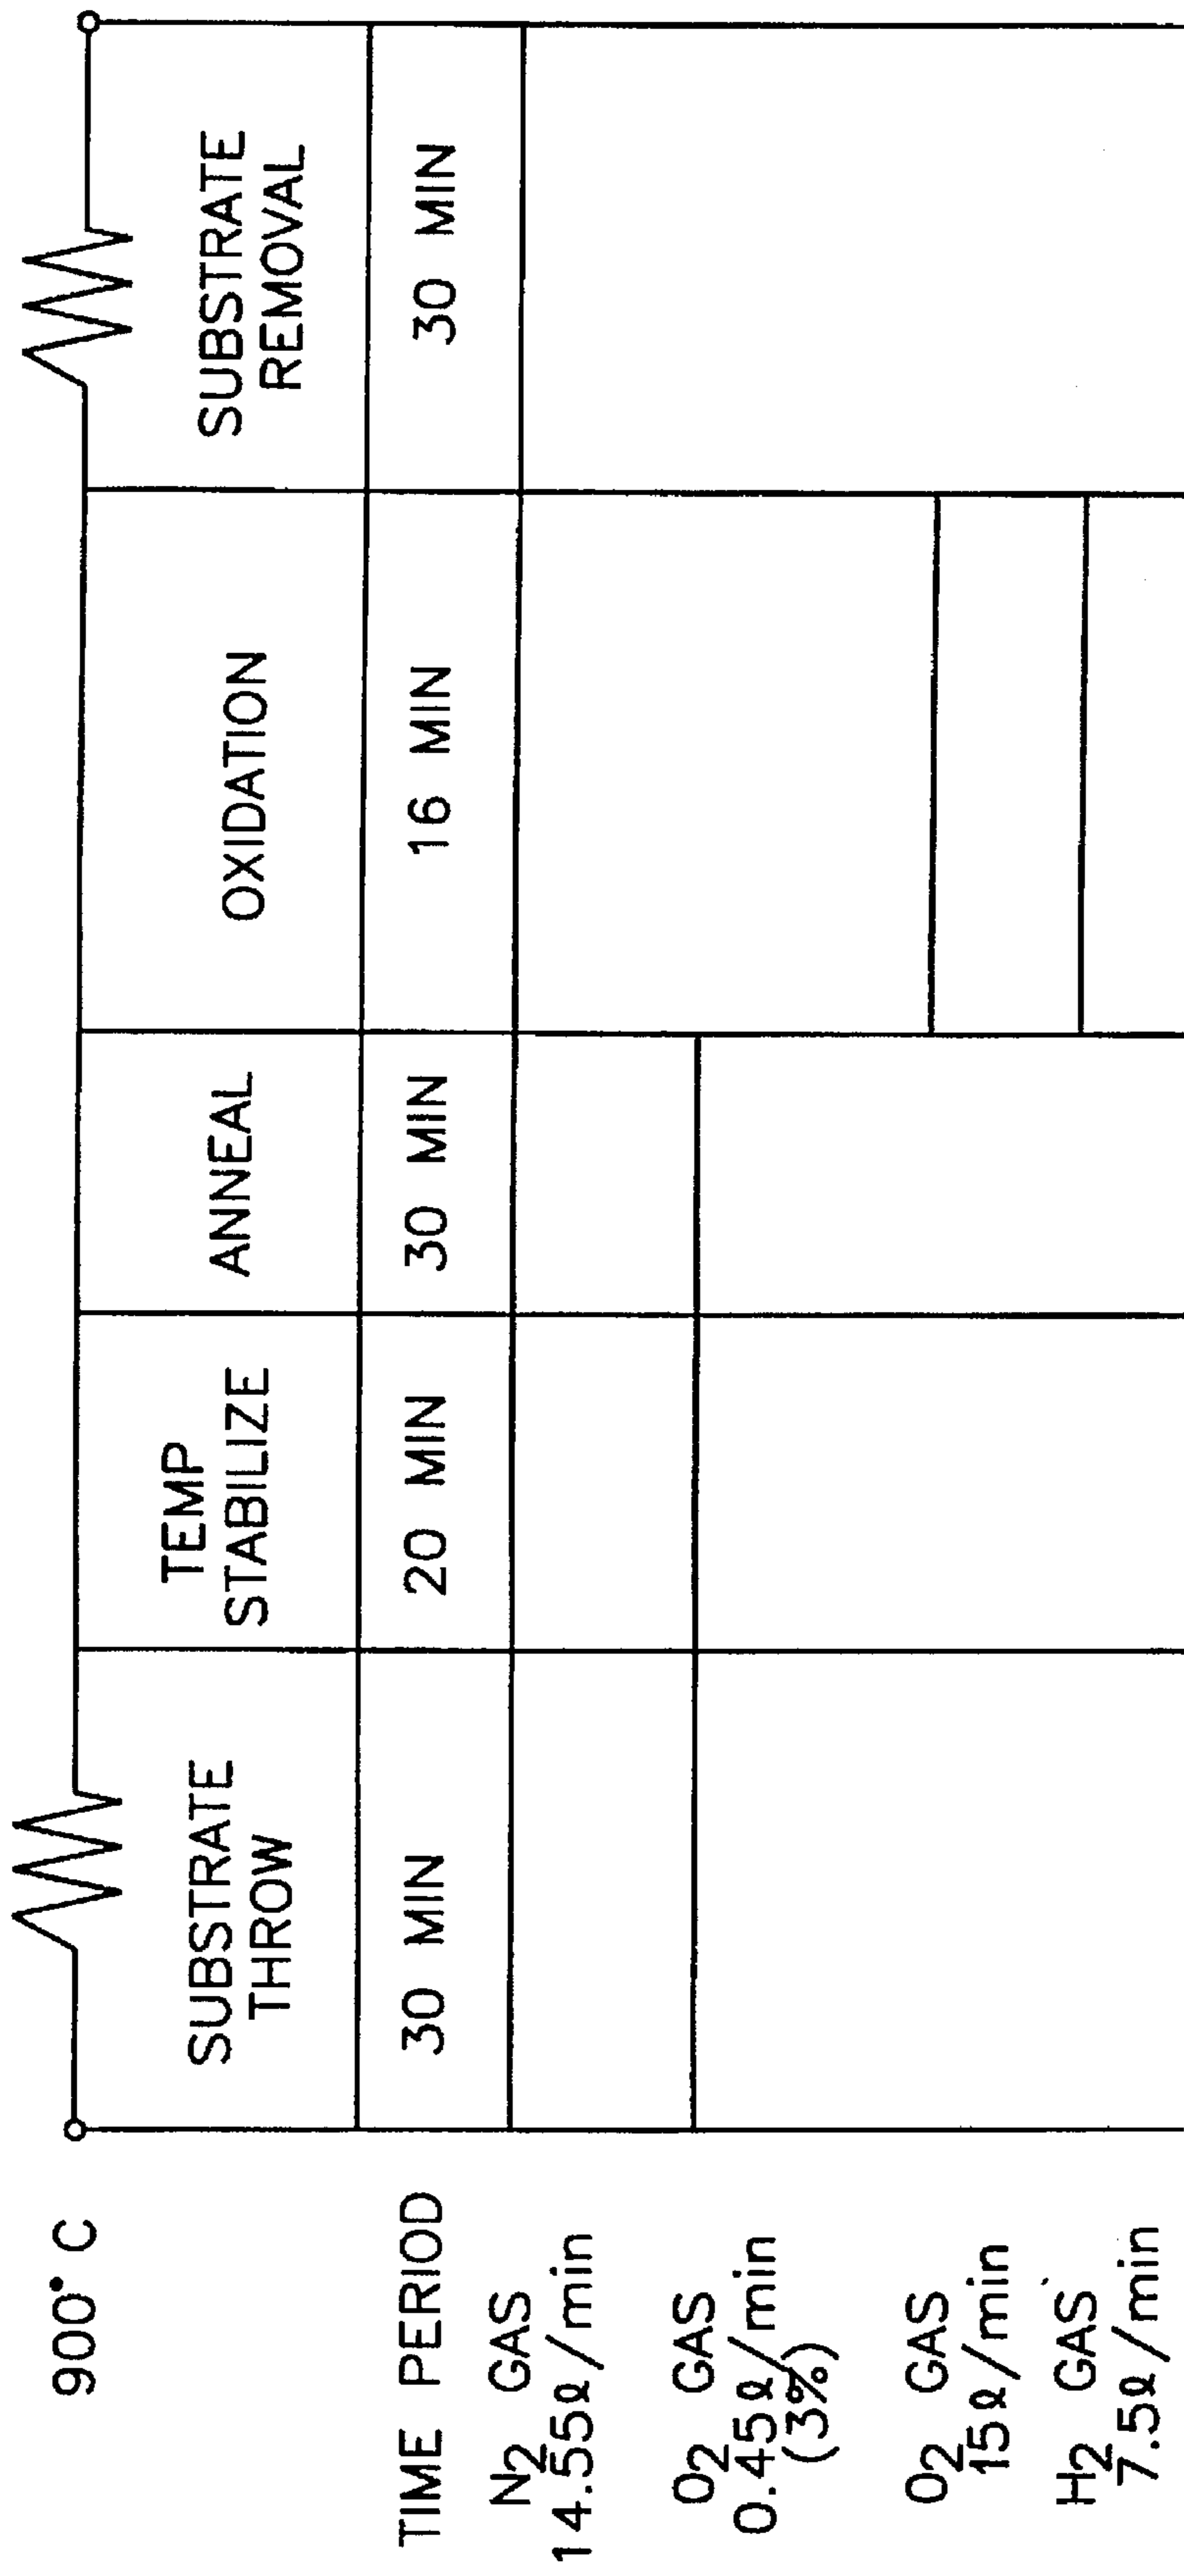 900° C
SUBSTRATE
THROW
TEMP
STABILIZE
ANNEAL
OXIDATION
SUBSTRATE
REMOVAL
TIME PERIOD
30 MIN
20 MIN
30 MIN
16 MIN
30 MIN
N2 GAS
14.55ℓ/min
O2 GAS
0.45ℓ/min
(3%)
O2 GAS
15ℓ/min
H2 GAS
7.5ℓ/min